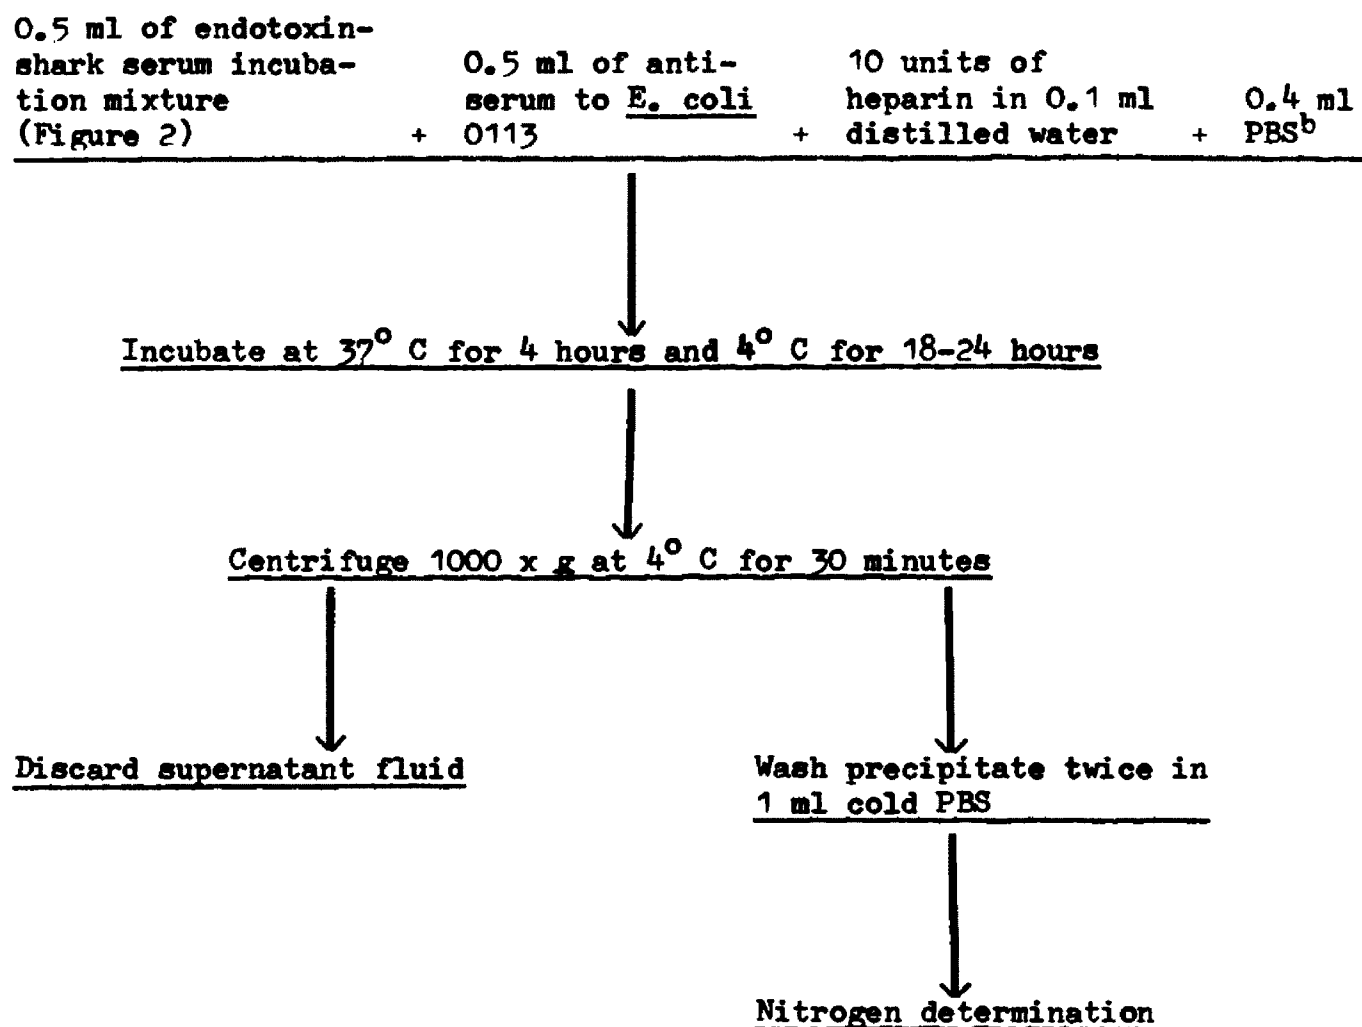 0.5 ml of endotoxin-
shark serum incuba-
tion mixture
(Figure 2)
+
0.5 ml of anti-
serum to E. coli
0113
+
10 units of
heparin in 0.1 ml
distilled water
+
0.4 ml
PBSb
Incubate at 37° C for 4 hours and 4° C for 18-24 hours
Centrifuge 1000 x g at 4° C for 30 minutes
Discard supernatant fluid
Wash precipitate twice in
1 ml cold PBS
Nitrogen determination